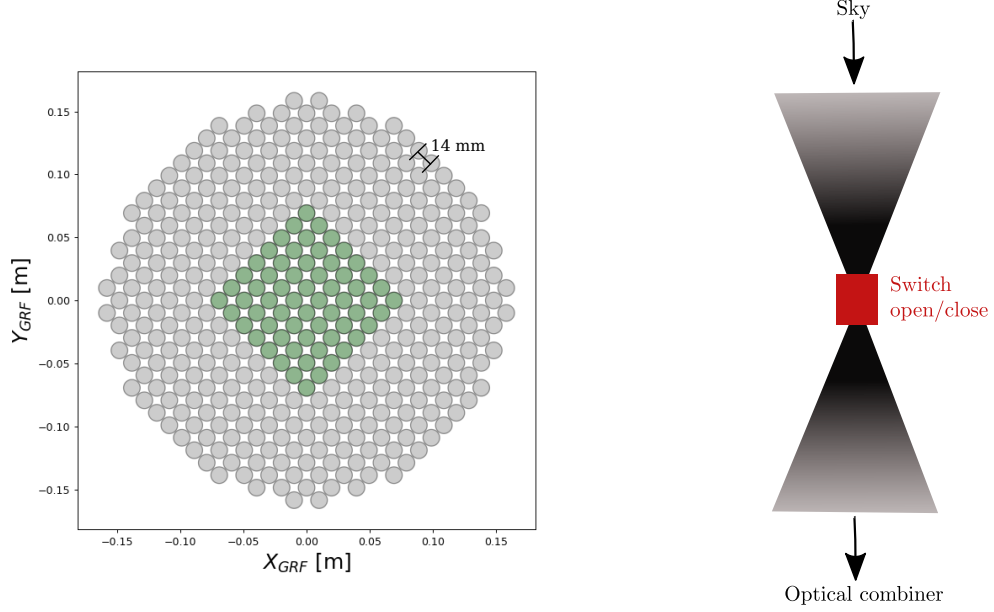 Sky
14 mm
0.15
0.10
0.05
0.00
−0.05
−0.10
−0.15
Y_GRF [m]
−0.15 −0.10 −0.05 0.00 0.05 0.10 0.15
X_GRF [m]
Switch
open/close
Optical combiner